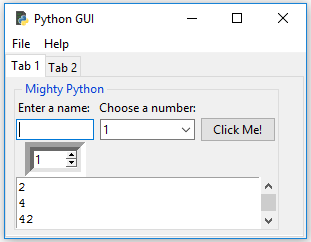 Python GUI
File Help
Tab 1 Tab 2
Mighty Python
Enter a name: Choose a number:
1 Click Me!
1
2
4
42